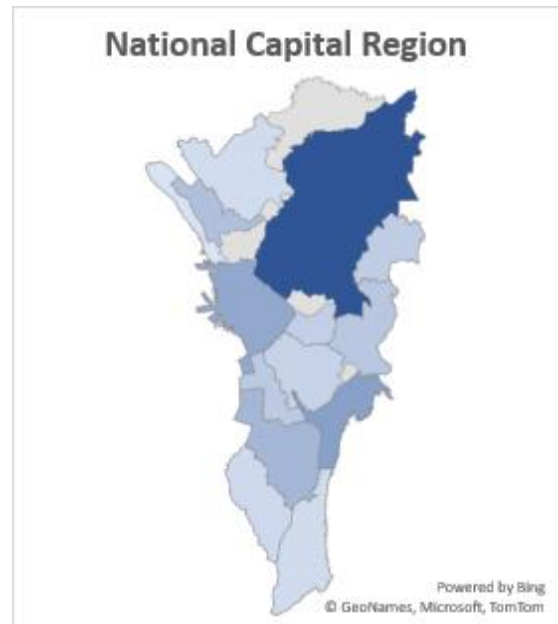 National Capital Region
Powered by Bing
© GeoNames, Microsoft, TomTom